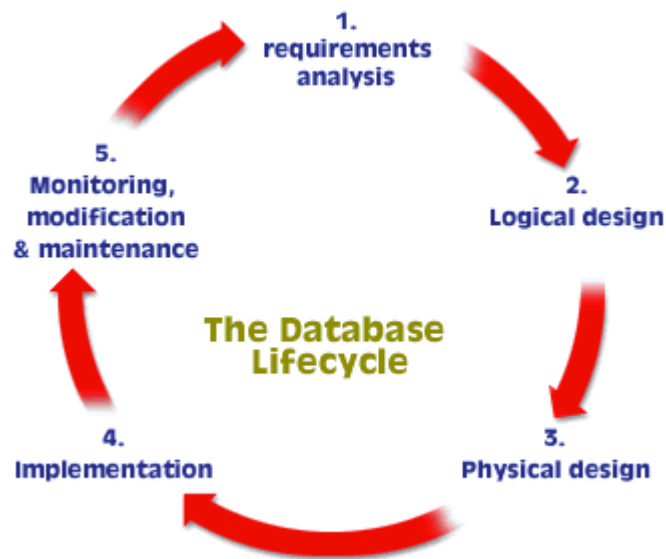 1.
requirements
analysis
2.
Logical design
3.
Physical design
4.
Implementation
5.
Monitoring,
modification
& maintenance
The Database
Lifecycle